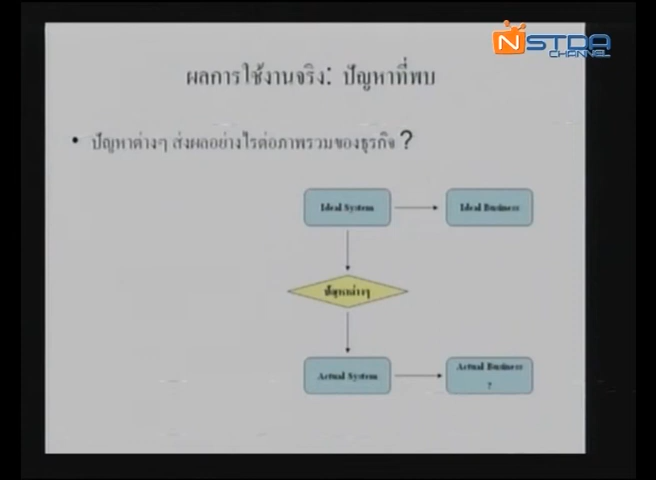 NSTDA
CHANNEL
ผลการใช้งานจริง: ปัญหาที่พบ
• ปัญหาต่างๆ ส่งผลอย่างไรต่อภาพรวมของธุรกิจ ?
Ideal System
Ideal Business
ปัญหาต่างๆ
Actual System
Actual Business
?